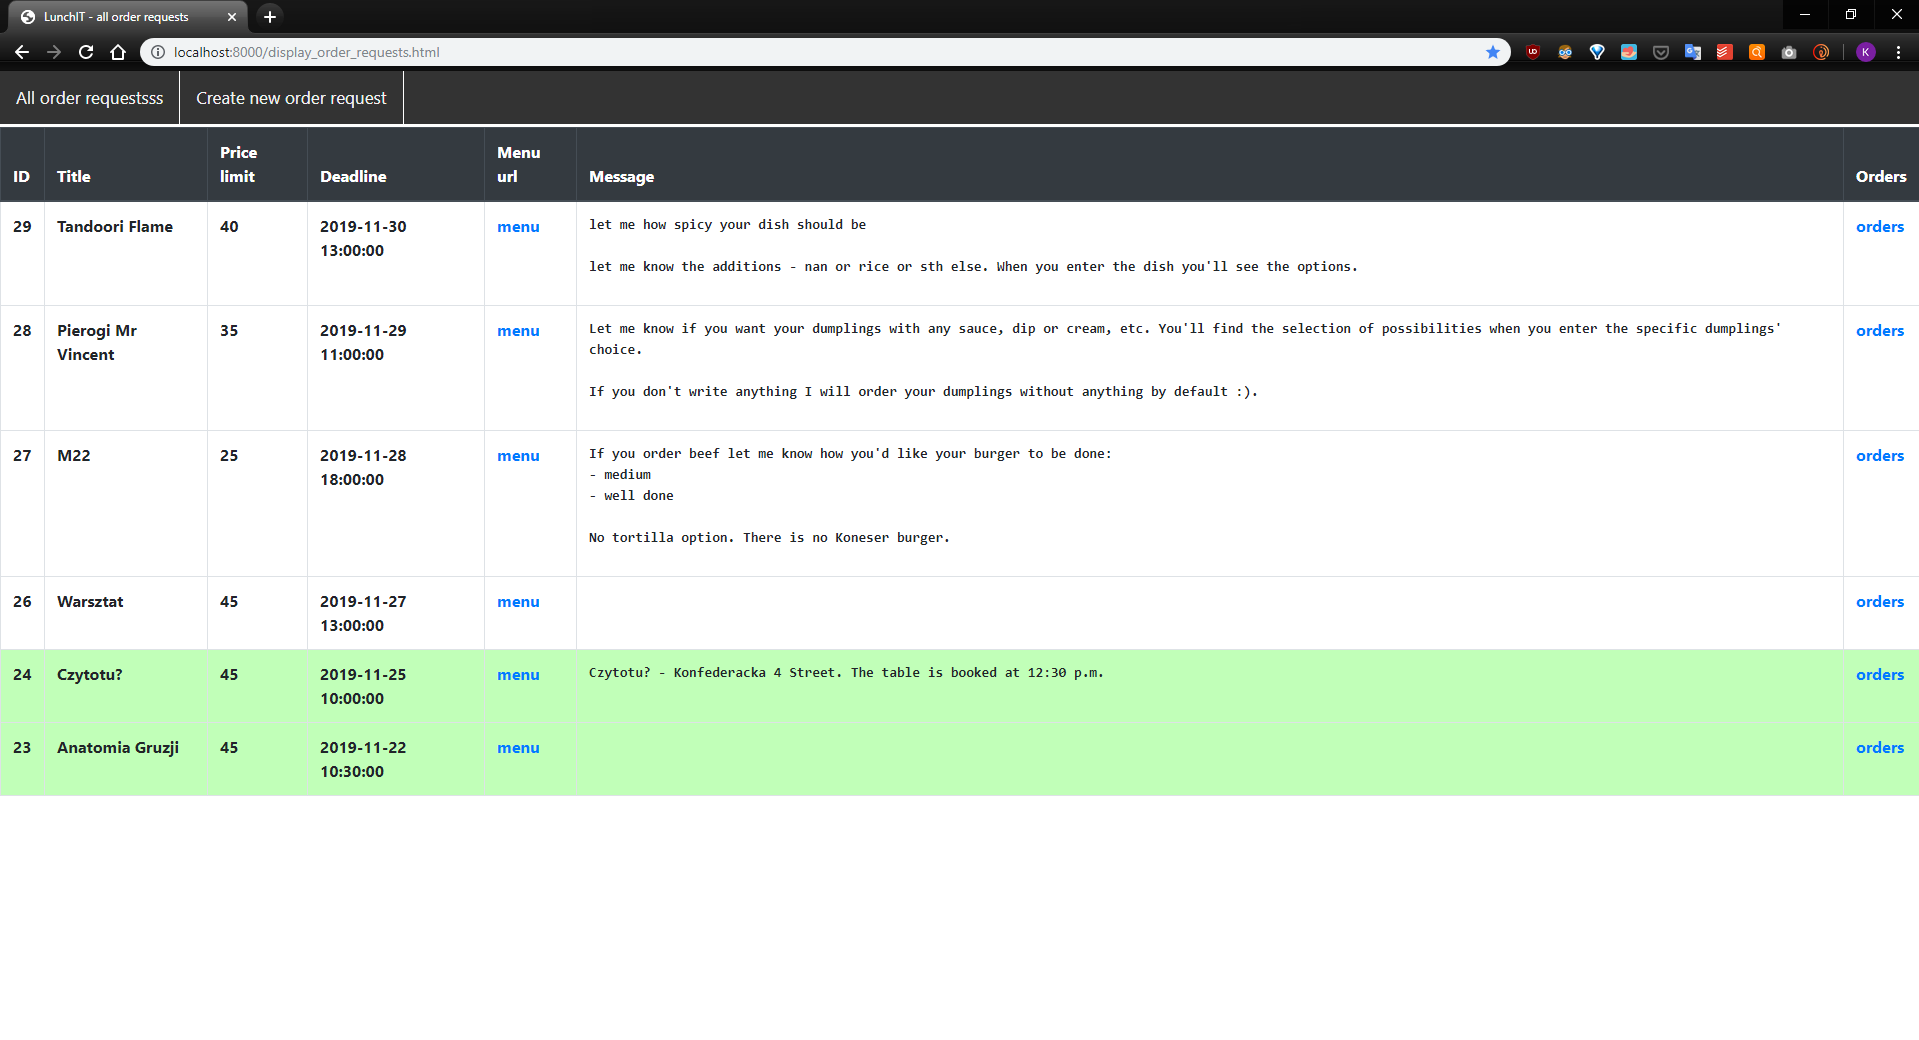 LunchIT - all order requests
localhost:8000/display_order_requests.html
K
All order requestsss
Create new order request
ID Title Price limit Deadline Menu url Message Orders
29 Tandoori Flame 40 2019-11-30 13:00:00 menu
let me how spicy your dish should be
let me know the additions - nan or rice or sth else. When you enter the dish you'll see the options.
orders
28 Pierogi Mr Vincent 35 2019-11-29 11:00:00 menu
Let me know if you want your dumplings with any sauce, dip or cream, etc. You'll find the selection of possibilities when you enter the specific dumplings'
choice.
If you don't write anything I will order your dumplings without anything by default :).
orders
27 M22 25 2019-11-28 18:00:00 menu
If you order beef let me know how you'd like your burger to be done:
- medium
- well done
No tortilla option. There is no Koneser burger.
orders
26 Warsztat 45 2019-11-27 13:00:00 menu orders
24 Czytotu? 45 2019-11-25 10:00:00 menu
Czytotu? - Konfederacka 4 Street. The table is booked at 12:30 p.m.
orders
23 Anatomia Gruzji 45 2019-11-22 10:30:00 menu orders